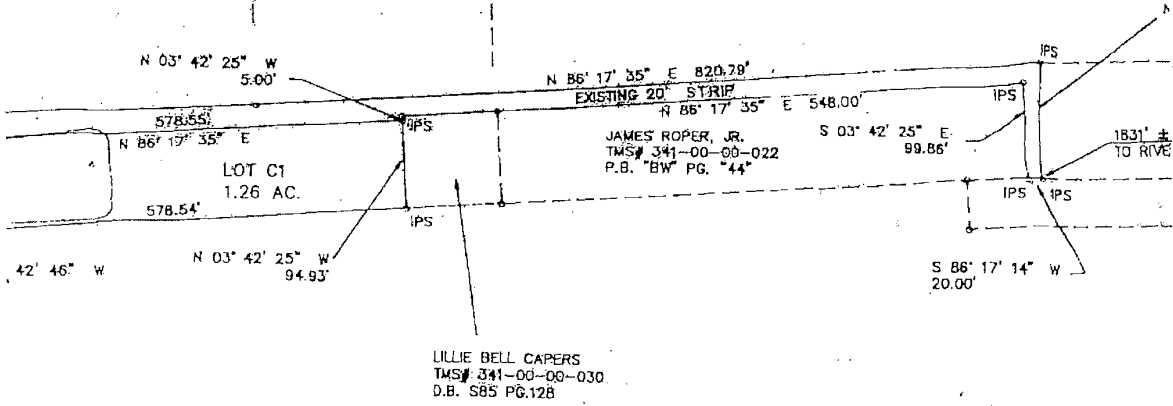 N 03° 42' 25" W
5.00'
IPS
N 86° 17' 35" E 820.79'
EXISTING 20' STRIP
N 86° 17' 35" E 548.00'
IPS
578.55'
N 86° 17' 35" E
IPS
JAMES ROPER, JR.
TMS# 341-00-00-022
P.B. "BW" PG. "44"
S 03° 42' 25" E
99.86'
1831' ±
TO RIVE
LOT C1
1.26 AC.
578.54'
IPS
IPS
IPS
42' 46" W
N 03° 42' 25" W
94.93'
S 86° 17' 14" W
20.00'
LILLIE BELL CAPERS
TMS# 341-00-00-030
D.B. S85 PG.128